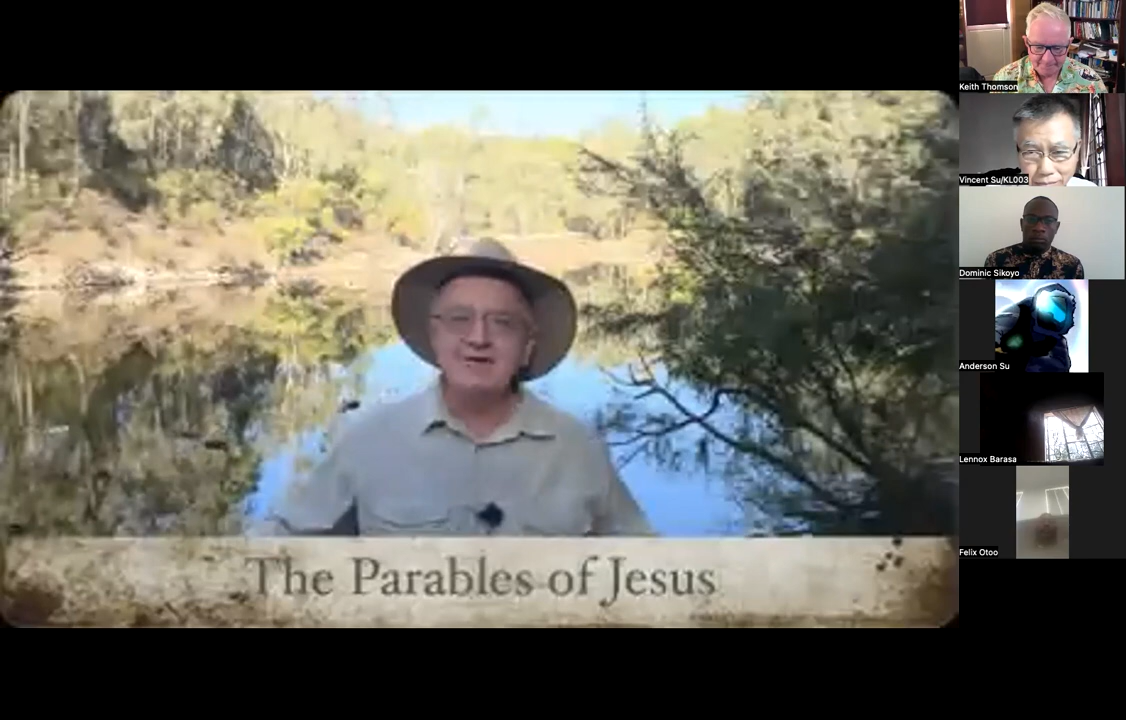 Keith Thomson
Vincent Su/KL003
Dominic Sikoyo
Anderson Su
Lennox Barasa
Felix Otoo
The Parables of Jesus